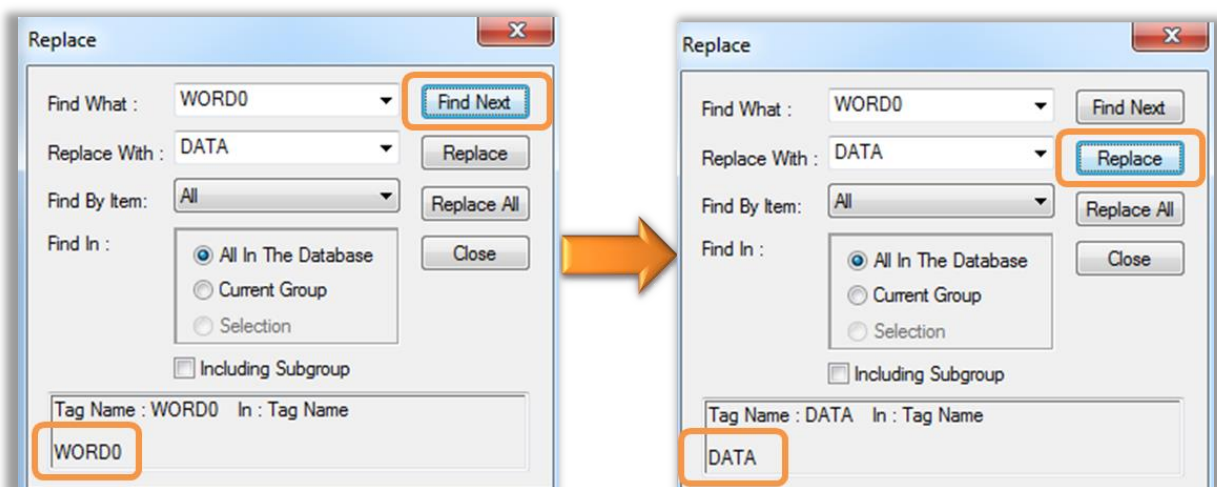 Replace
Find What :
WORD0
Find Next
Replace With :
DATA
Replace
Find By Item:
All
Replace All
Find In :
All In The Database
Close
Current Group
Selection
Including Subgroup
Tag Name : WORD0 In : Tag Name
WORD0
Replace
Find What :
WORD0
Find Next
Replace With :
DATA
Replace
Find By Item:
All
Replace All
Find In :
All In The Database
Close
Current Group
Selection
Including Subgroup
Tag Name : DATA In : Tag Name
DATA